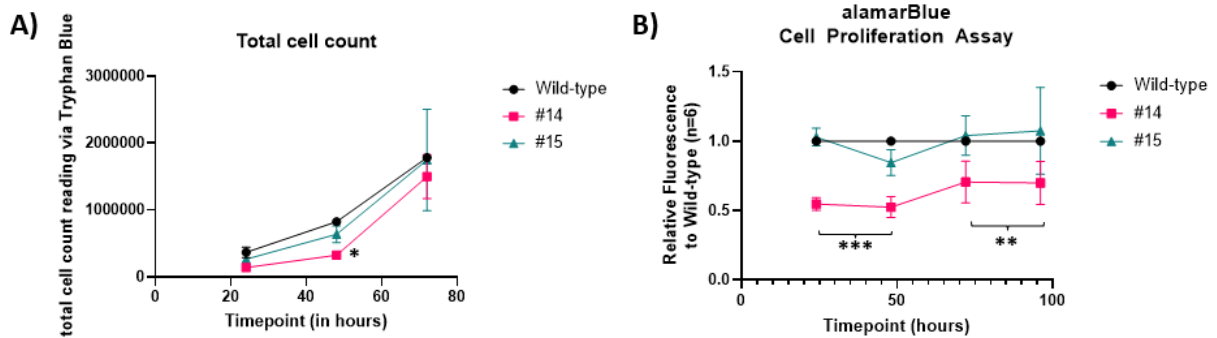 A)
Total cell count
total cell count reading via Tryphan Blue
3000000
2000000
1000000
0
0 20 40 60 80
Timepoint (in hours)
*
Wild-type
#14
#15
B)
alamarBlue
Cell Proliferation Assay
Relative Fluorescence
to Wild-type (n=6)
1.5
1.0
0.5
0.0
0 50 100
Timepoint (hours)
***
**
Wild-type
#14
#15